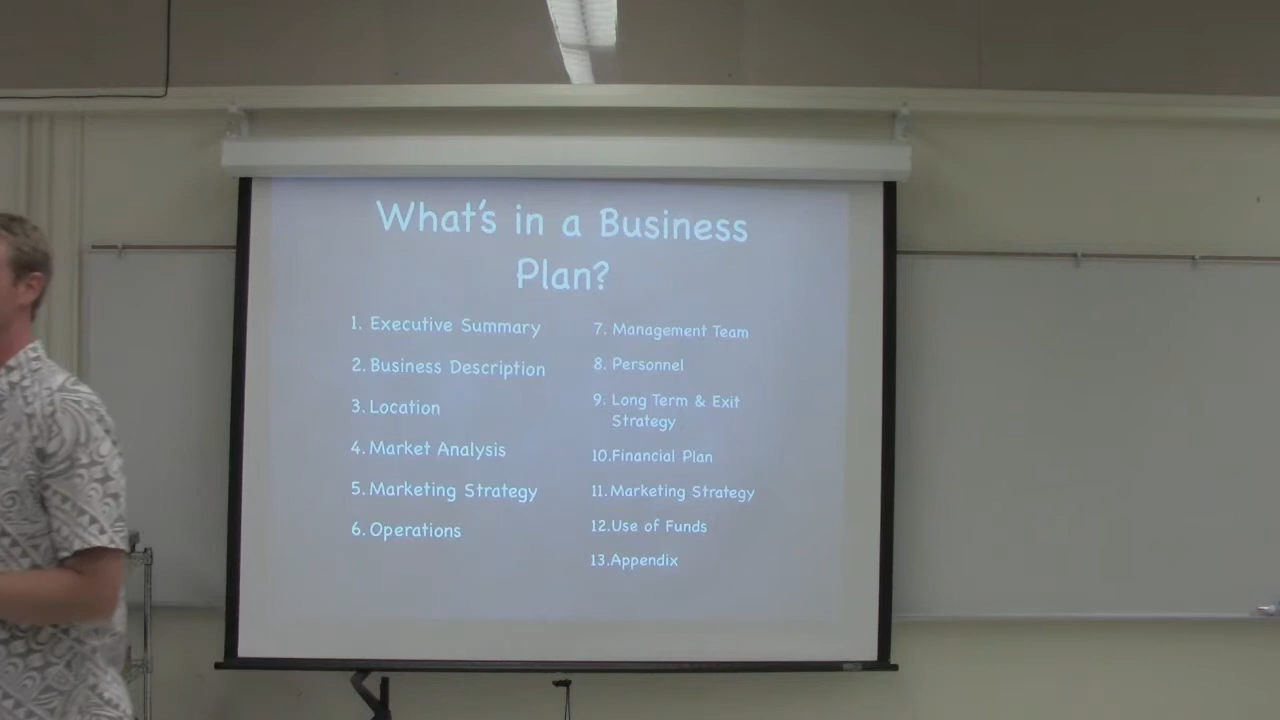 What's in a Business
Plan?
1. Executive Summary
2. Business Description
3. Location
4. Market Analysis
5. Marketing Strategy
6. Operations
7. Management Team
8. Personnel
9. Long Term & Exit
Strategy
10. Financial Plan
11. Marketing Strategy
12. Use of Funds
13. Appendix